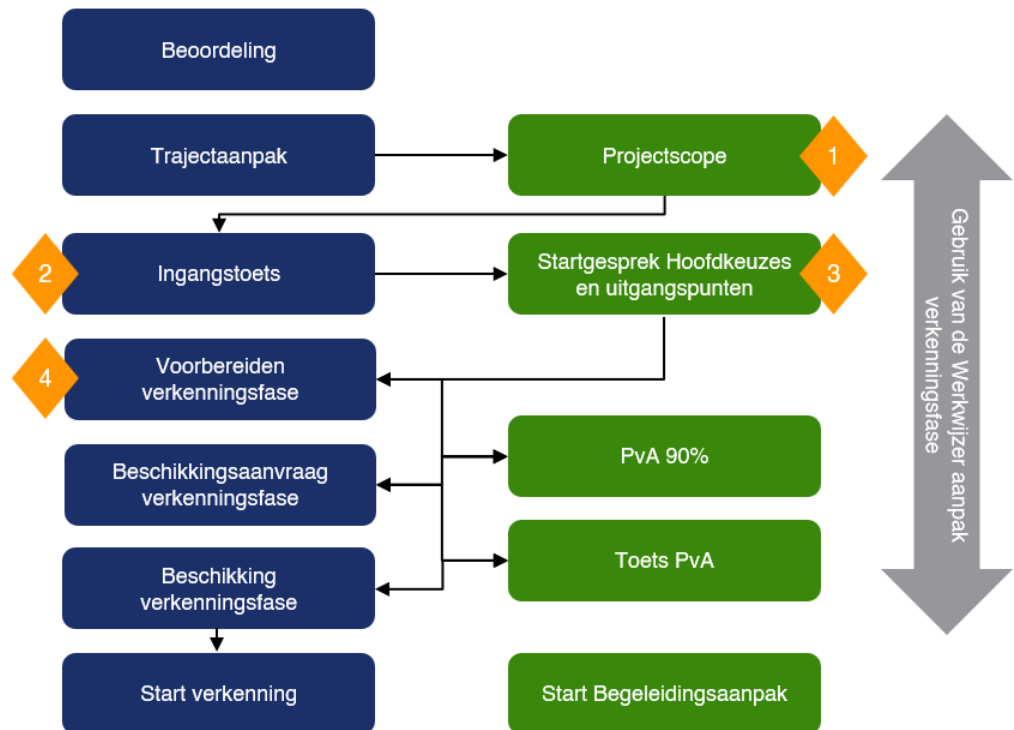 Beoordeling
Trajectaanpak
Projectscope
1
2
Ingangstoets
Startgesprek Hoofdkeuzes
en uitgangspunten
3
4
Voorbereiden
verkenningsfase
PvA 90%
Beschikkingsaanvraag
verkenningsfase
Toets PvA
Beschikking
verkenningsfase
Start verkenning
Start Begeleidingsaanpak
Gebruik van de Werkwijzer aanpak
verkenningsfase